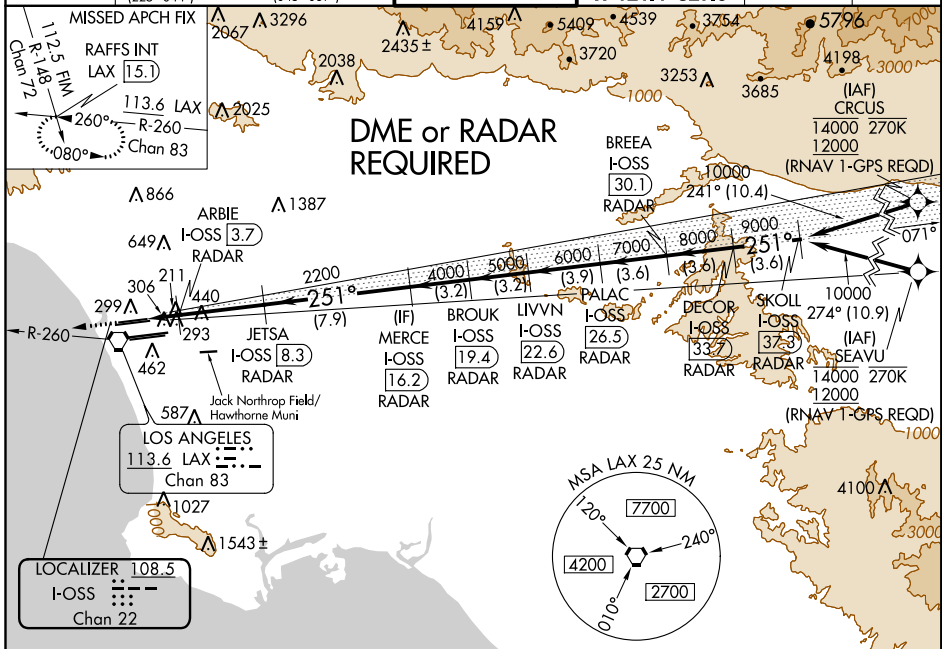 MISSED APCH FIX
112.5 FIM
R-148
Chan 72
RAFFS INT
LAX 15.1
113.6 LAX
260°
R-260
080°
Chan 83
2067
3296
2435±
2038
2025
4159
5409
4539
3720
3754
5796
3253
3685
4198
3000
1000
DME or RADAR
REQUIRED
(IAF)
CRCUS
14000 270K
12000
(RNAV 1-GPS REQD)
BREEA
I-OSS
30.1
RADAR
10000
241° (10.4)
071°
866
1387
649
ARBIE
I-OSS 3.7
RADAR
211
306
299
440
293
462
R-260
2200
251°
(7.9)
4000
(3.2)
5000
(3.2)
6000
(3.9)
7000
(3.6)
8000
(3.6)
9000
251°
(3.6)
10000
274° (10.9)
JETSA
I-OSS 8.3
RADAR
(IF)
MERCE
I-OSS
16.2
RADAR
BROUK
I-OSS
19.4
RADAR
LIVVN
I-OSS
22.6
RADAR
PALAC
I-OSS
26.5
RADAR
DECOR
I-OSS
33.7
RADAR
SKOLL
I-OSS
37.3
RADAR
(IAF)
SEAVU
14000 270K
12000
(RNAV 1-GPS REQD)
Jack Northrop Field/
Hawthorne Muni
587
LOS ANGELES
113.6 LAX
Chan 83
1027
1000
1543±
LOCALIZER 108.5
I-OSS
Chan 22
MSA LAX 25 NM
120°
7700
240°
4200
2700
010°
1000
4100
3000